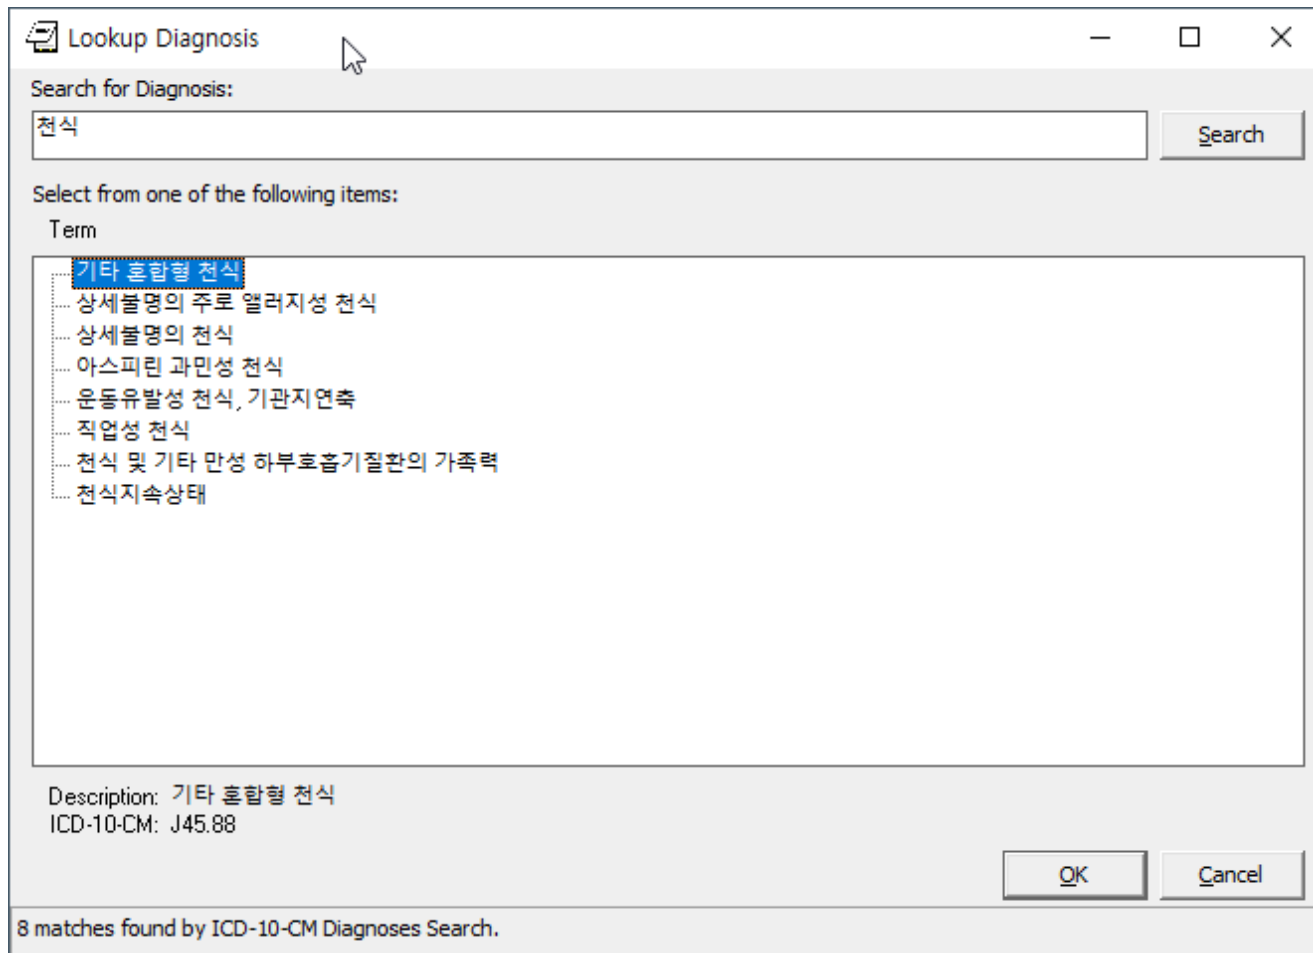 Lookup Diagnosis
Search for Diagnosis:
천식
Search
Select from one of the following items:
Term
기타 혼합형 천식
상세불명의 주로 앨러지성 천식
상세불명의 천식
아스피린 과민성 천식
운동유발성 천식, 기관지연축
직업성 천식
천식 및 기타 만성 하부호흡기질환의 가족력
천식지속상태
Description: 기타 혼합형 천식
ICD-10-CM: J45.88
OK
Cancel
8 matches found by ICD-10-CM Diagnoses Search.